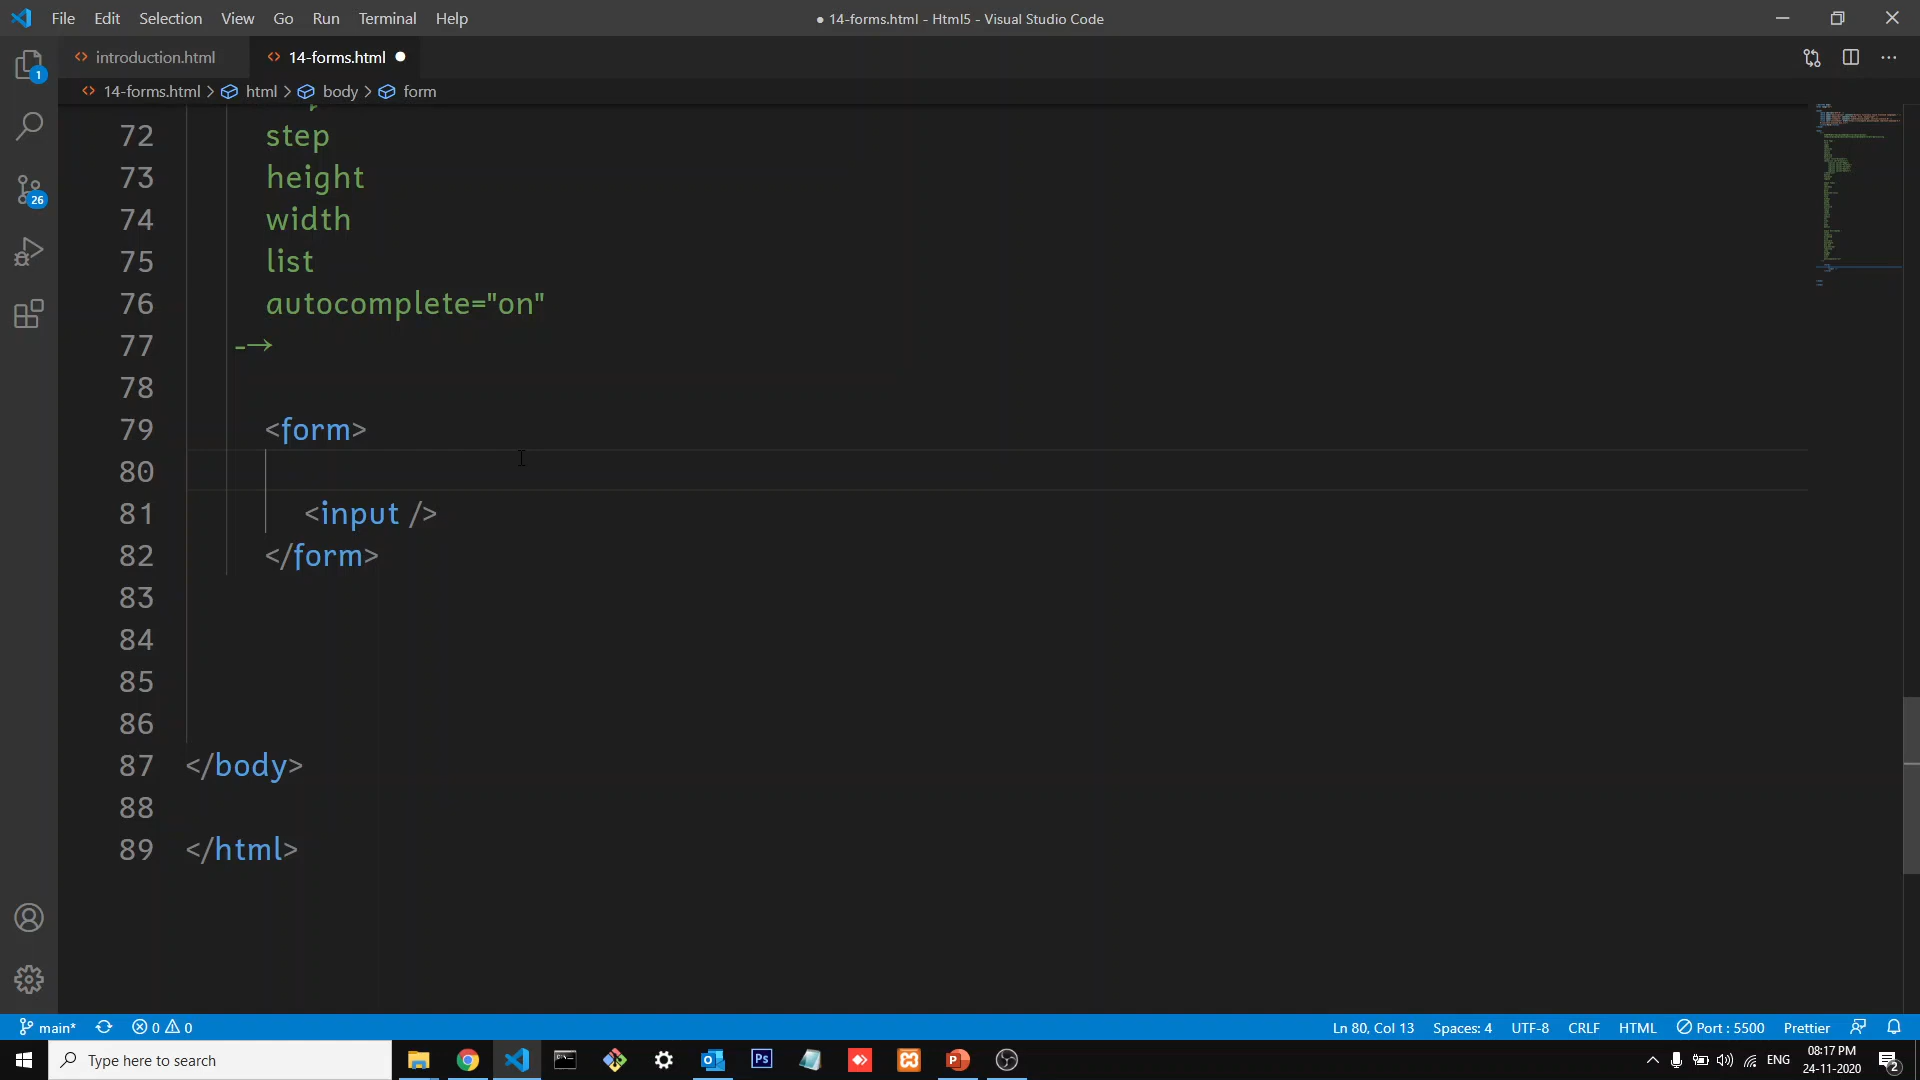 File Edit Selection View Go Run Terminal Help
● 14-forms.html - Html5 - Visual Studio Code
introduction.html
14-forms.html
14-forms.html > html > body > form
1
26
72 step
73 height
74 width
75 list
76 autocomplete="on"
77 -->
78
79 <form>
80
81 <input />
82 </form>
83
84
85
86
87 </body>
88
89 </html>
main* 0 0
Ln 80, Col 13 Spaces: 4 UTF-8 CRLF HTML Port : 5500 Prettier
Type here to search
Ps
ENG
08:17 PM
24-11-2020
2